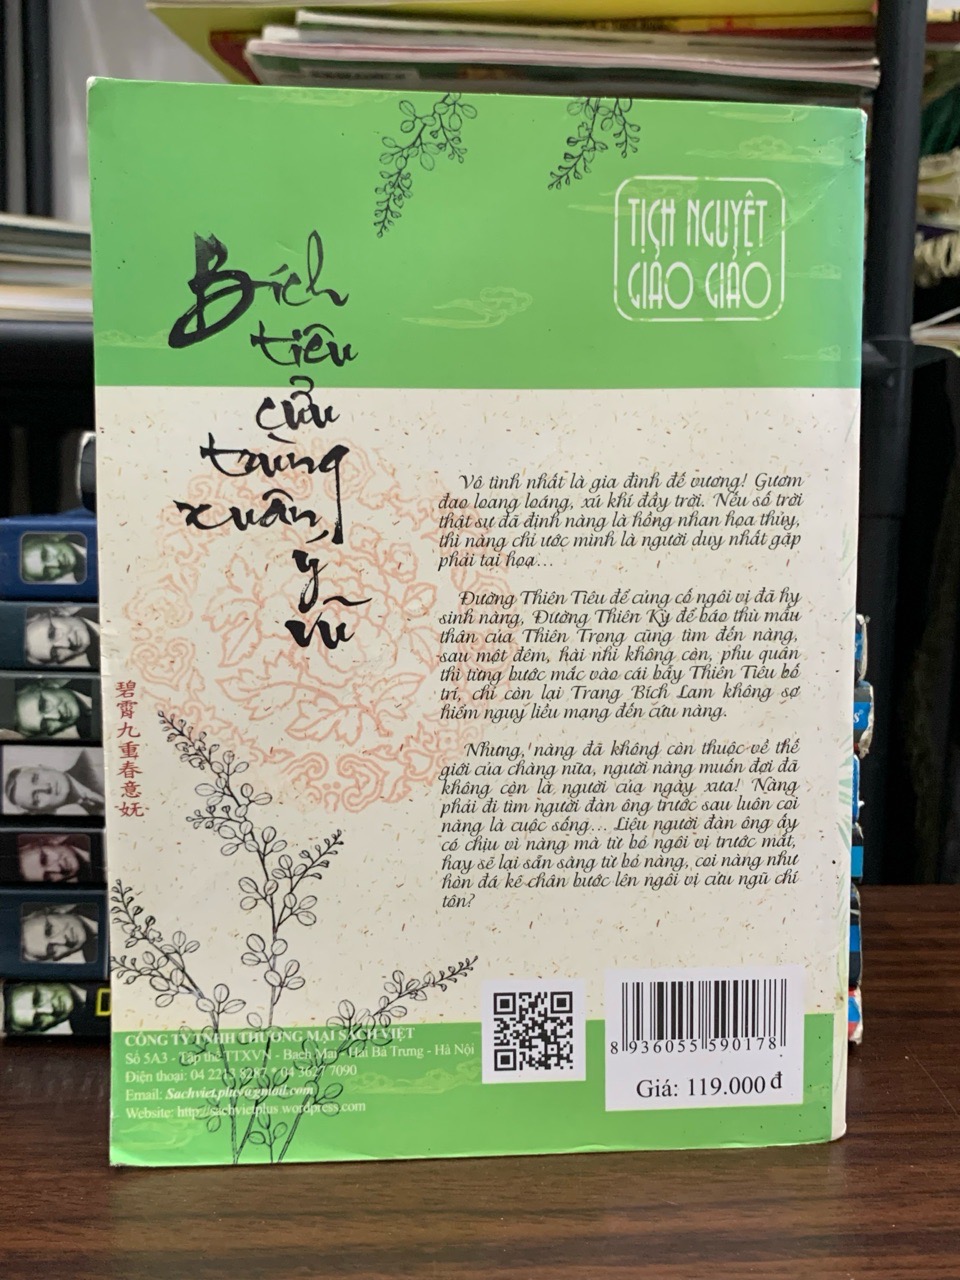 TỊCH NGUYỆT
GIAO GIAO
Bích
tiêu
cửu
trùng
xuân
ý
vũ
碧霄九重春意妩
Vô tình nhất là gia đình đế vương! Gươm
đao loang loáng, xú khí đầy trời. Nếu số trời
thật sự đã định nàng là hồng nhan họa thủy,
thì nàng chỉ ước mình là người duy nhất gặp
phải tai họa...
Đường Thiên Tiêu để củng cố ngôi vị đã hy
sinh nàng, Đường Thiên Kỳ để báo thù mẫu
thân của Thiên Trọng cũng tìm đến nàng,
sau một đêm, hài nhi không còn, phu quân
thì từng bước mắc vào cái bẫy Thiên Tiêu bố
trí, chỉ còn lại Trang Bích Lam không sợ
hiểm nguy liều mạng đến cứu nàng.
Nhưng, nàng đã không còn thuộc về thế
giới của chàng nữa, người nàng muốn đợi đã
không còn là người của ngày xưa! Nàng
phải đi tìm người đàn ông trước sau luôn coi
nàng là cuộc sống... Liệu người đàn ông ấy
có chịu vì nàng mà từ bỏ ngôi vị trước mắt,
hay sẽ lại sẵn sàng từ bỏ nàng, coi nàng như
hòn đá kê chân bước lên ngôi vị cửu ngũ chí
tôn?
CÔNG TY TNHH THƯƠNG MẠI SÁCH VIỆT
Số 5A3 - Tập thể TTXVN - Bạch Mai - Hai Bà Trưng - Hà Nội
Điện thoại: 04 2213 8287 * 04 3627 7090
Email: Sachvietplus@gmail.com
Website: http://sachvietplus.wordpress.com
8 936055 590178
Giá: 119.000 đ